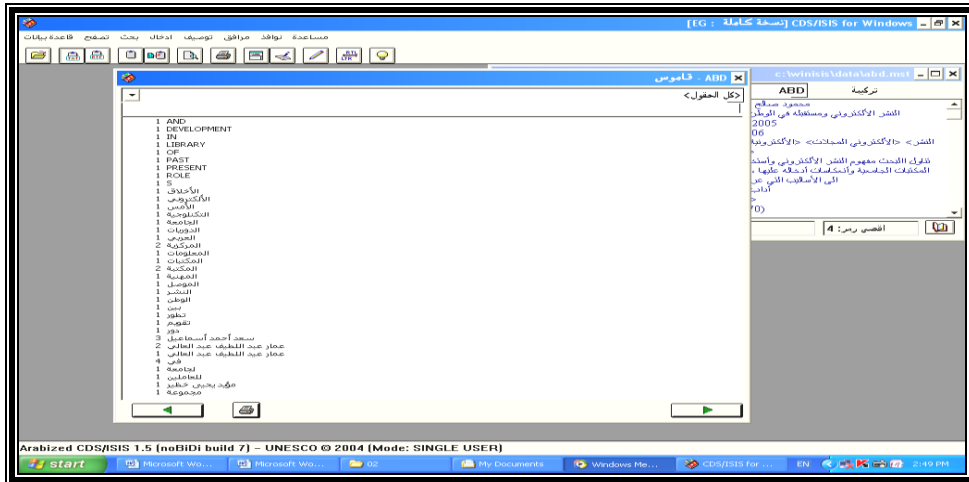 CDS/ISIS for Windows [نسخة كاملة : EG]
مساعدة نوافذ مرافق توصيف ادخال بحث تصفح قاعدة بيانات
ABD - قاموس
<كل الحقول>
1 AND
1 DEVELOPMENT
1 IN
1 LIBRARY
1 OF
1 PAST
1 PRESENT
1 ROLE
1 S
1 الأخلاق
1 الألكتروني
1 الأمس
1 التكنلوجية
1 الجامعة
1 الدوريات
1 العربي
2 المركزية
1 المعلومات
1 المكتبات
2 المكتبة
1 المهنية
1 الموصل
1 النشر
1 الوطن
1 بين
1 تطور
1 تقويم
1 دور
3 سعد أحمد أسماعيل
2 عمار عبد اللطيف عبد العالي
1 عمار عبد اللطيف عبد العالي
4 في
1 لجامعة
1 للعاملين
1 مؤيد يحيى خظير
1 مجموعة
c:\winisis\data\abd.mst
ABD تركيبة
محمود صالح
النشر الألكتروني ومستقبله في الوطن
2005
06
النشر> <الألكتروني المجلات> <الألكترونية
تناول البحث مفهوم النشر الألكتروني
المكتبات الجامعية وأنعكاسات أدخاله عليها ،
الى الأساليب التي
آداب
70)
اقصى رس: 4
Arabized CDS/ISIS 1.5 (noBiDi build 7) – UNESCO © 2004 (Mode: SINGLE USER)
start Microsoft Wo... Microsoft Wo... 02 My Documents Windows Me... CDS/ISIS for ... EN 2:49 PM